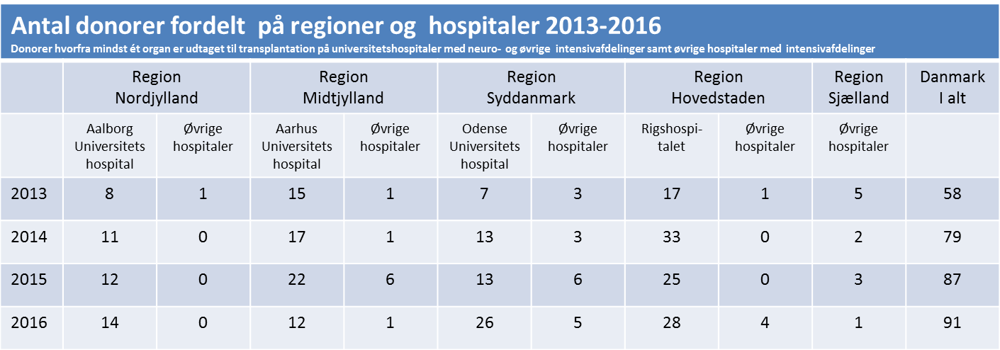 Antal donorer fordelt på regioner og hospitaler 2013-2016
Donorer hvorfra mindst ét organ er udtaget til transplantation på universitetshospitaler med neuro- og øvrige intensivafdelinger samt øvrige hospitaler med intensivafdelinger
Region Region Region Region Region Danmark
Nordjylland Midtjylland Syddanmark Hovedstaden Sjælland I alt
Aalborg Øvrige Aarhus Øvrige Odense Øvrige Rigshospi- Øvrige Øvrige
Universitets hospitaler Universitets hospitaler Universitets hospitaler talet hospitaler hospitaler
hospital hospital hospital
2013 8 1 15 1 7 3 17 1 5 58
2014 11 0 17 1 13 3 33 0 2 79
2015 12 0 22 6 13 6 25 0 3 87
2016 14 0 12 1 26 5 28 4 1 91